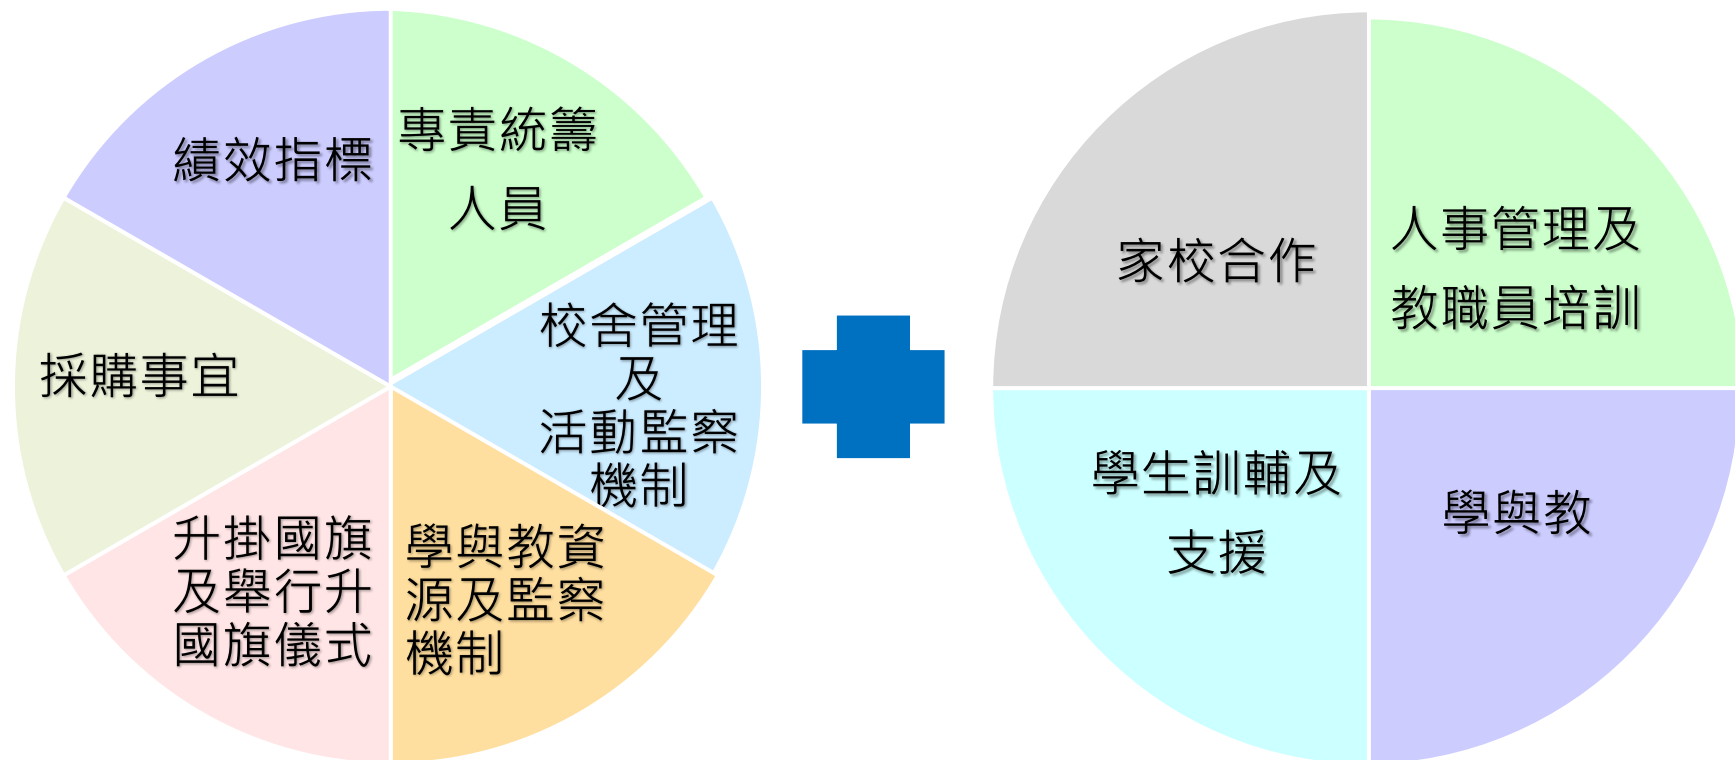 績效指標
專責統籌
人員
校舍管理
及
活動監察
機制
學與教資
源及監察
機制
升掛國旗
及舉行升
國旗儀式
採購事宜
家校合作
人事管理及
教職員培訓
學與教
學生訓輔及
支援